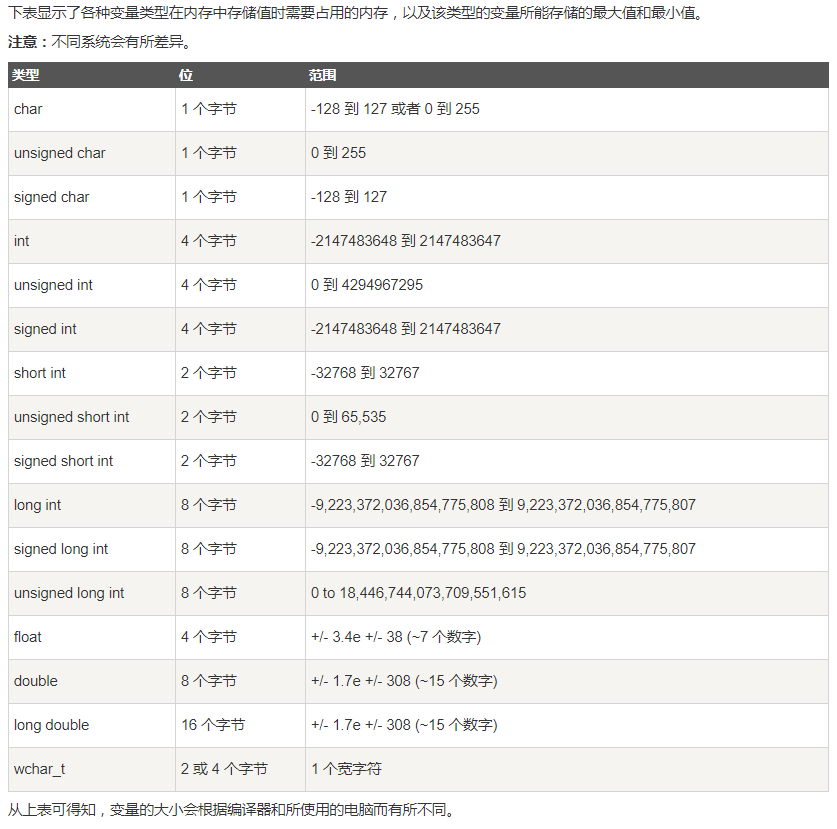 下表显示了各种变量类型在内存中存储值时需要占用的内存，以及该类型的变量所能存储的最大值和最小值。
注意：不同系统会有所差异。
类型 位 范围
char 1 个字节 -128 到 127 或者 0 到 255
unsigned char 1 个字节 0 到 255
signed char 1 个字节 -128 到 127
int 4 个字节 -2147483648 到 2147483647
unsigned int 4 个字节 0 到 4294967295
signed int 4 个字节 -2147483648 到 2147483647
short int 2 个字节 -32768 到 32767
unsigned short int 2 个字节 0 到 65,535
signed short int 2 个字节 -32768 到 32767
long int 8 个字节 -9,223,372,036,854,775,808 到 9,223,372,036,854,775,807
signed long int 8 个字节 -9,223,372,036,854,775,808 到 9,223,372,036,854,775,807
unsigned long int 8 个字节 0 to 18,446,744,073,709,551,615
float 4 个字节 +/- 3.4e +/- 38 (~7 个数字)
double 8 个字节 +/- 1.7e +/- 308 (~15 个数字)
long double 16 个字节 +/- 1.7e +/- 308 (~15 个数字)
wchar_t 2 或 4 个字节 1 个宽字符
从上表可得知，变量的大小会根据编译器和所使用的电脑而有所不同。